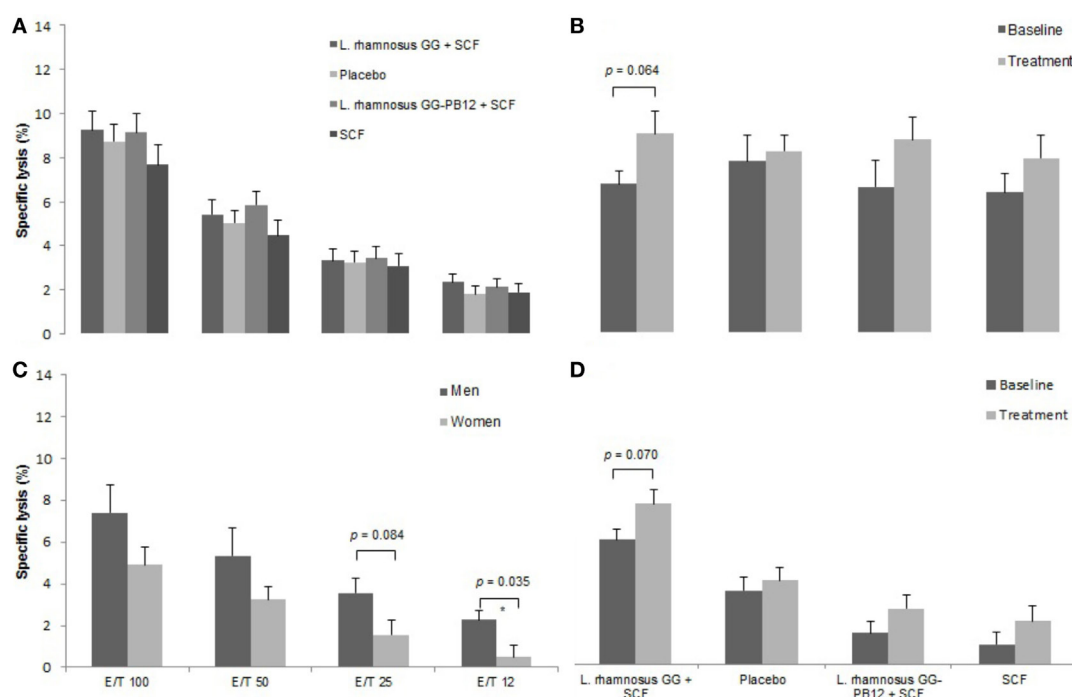 A
L. rhamnosus GG + SCF
Placebo
L. rhamnosus GG-PB12 + SCF
SCF
Specific lysis (%)
14
12
10
8
6
4
2
0
B
Baseline
Treatment
p = 0.064
C
Men
Women
Specific lysis (%)
14
12
10
8
6
4
2
0
p = 0.084
p = 0.035
*
E/T 100
E/T 50
E/T 25
E/T 12
D
Baseline
Treatment
p = 0.070
L. rhamnosus GG +
SCF
Placebo
L. rhamnosus GG-
PB12 + SCF
SCF